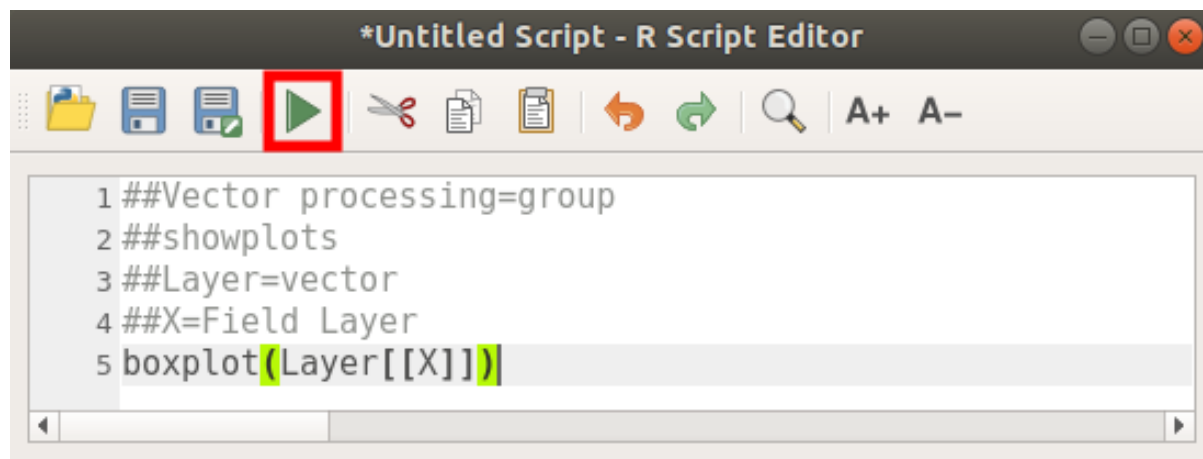 *Untitled Script - R Script Editor
A+ A-
1 ##Vector processing=group
2 ##showplots
3 ##Layer=vector
4 ##X=Field Layer
5 boxplot(Layer[[X]])